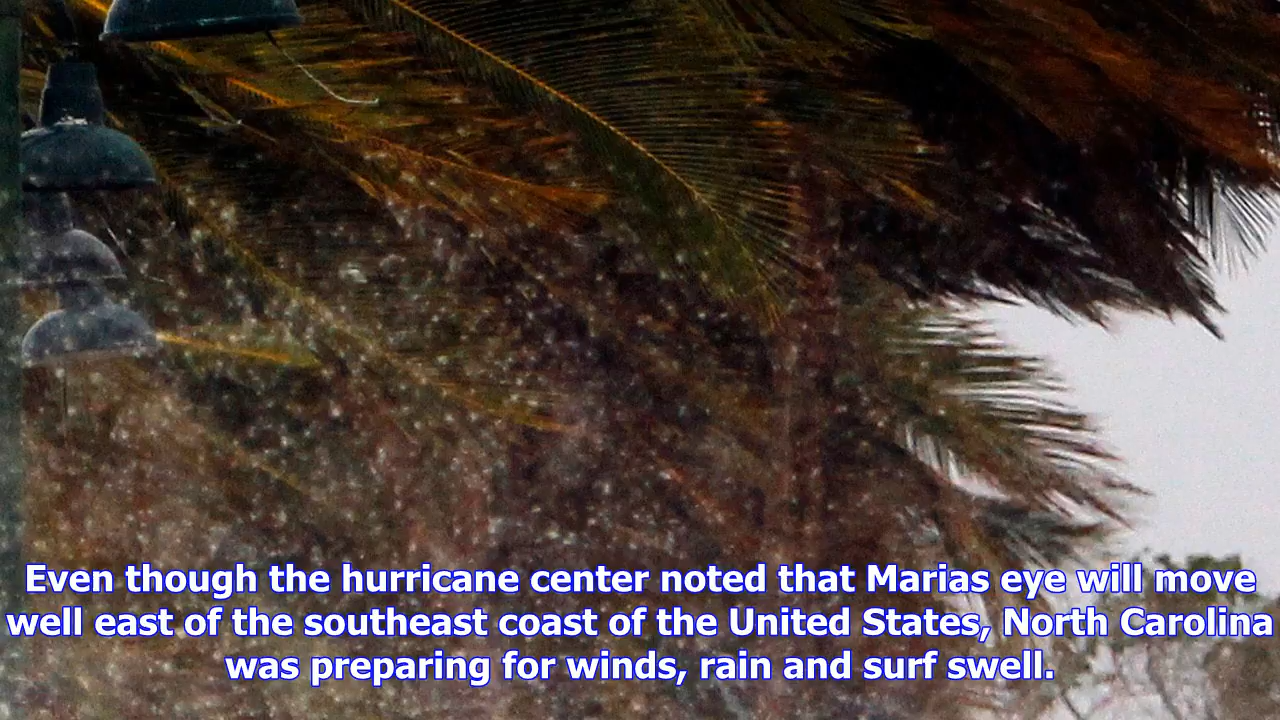 Even though the hurricane center noted that Marias eye will move
well east of the southeast coast of the United States, North Carolina
was preparing for winds, rain and surf swell.